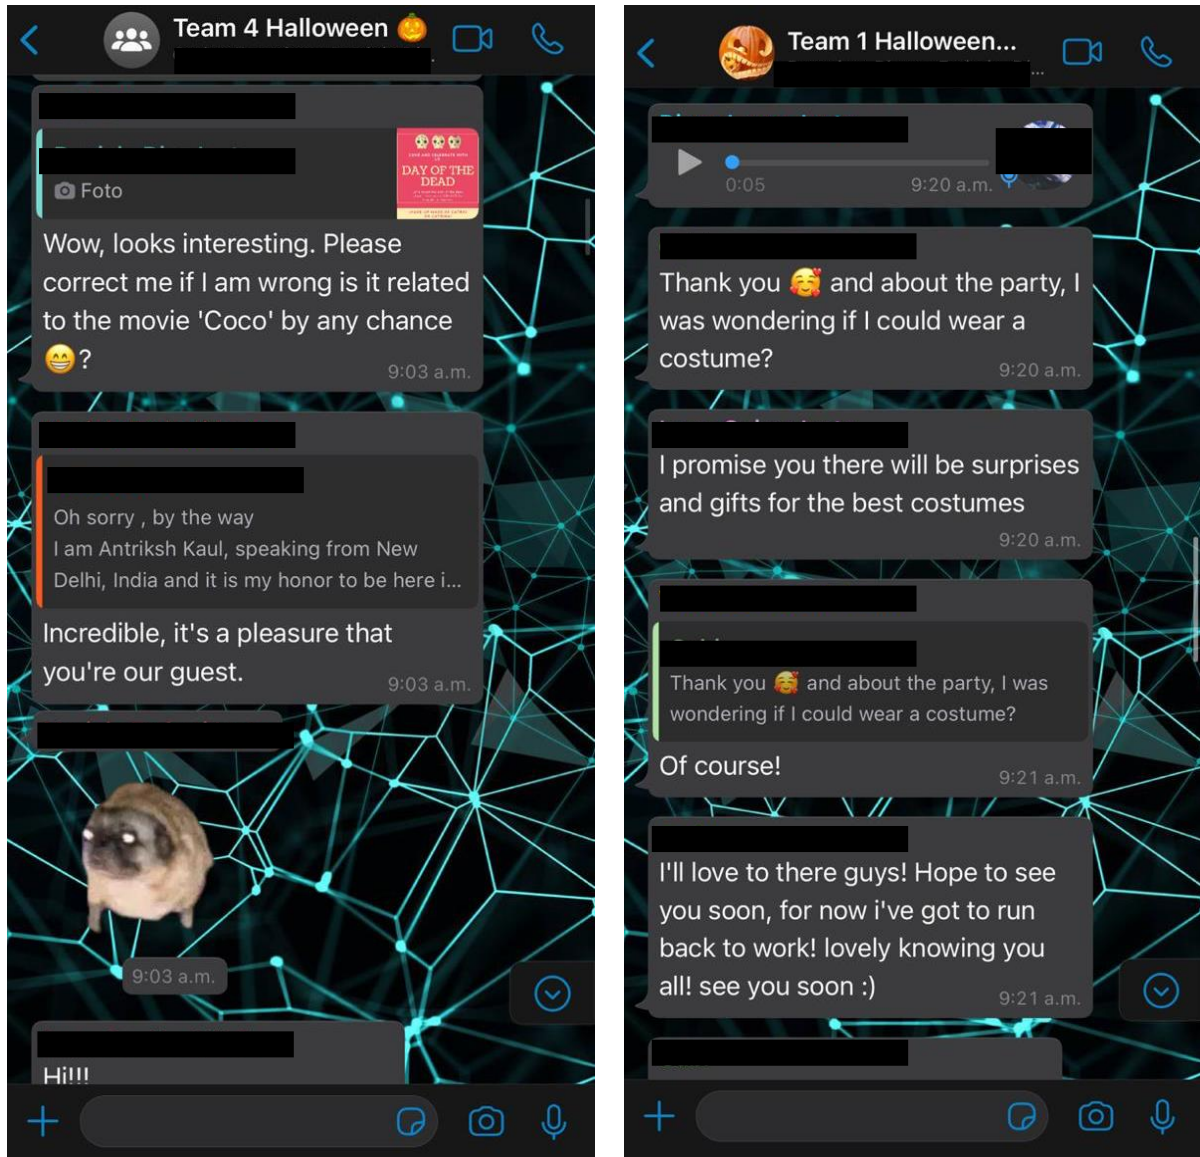 Team 4 Halloween 🎃
Foto
DAY OF THE
DEAD
Wow, looks interesting. Please
correct me if I am wrong is it related
to the movie 'Coco' by any chance
😁?
9:03 a.m.
Oh sorry , by the way
I am Antriksh Kaul, speaking from New
Delhi, India and it is my honor to be here i...
Incredible, it's a pleasure that
you're our guest.
9:03 a.m.
9:03 a.m.
Hi!!!
Team 1 Halloween...
0:05
9:20 a.m.
Thank you 🥰 and about the party, I
was wondering if I could wear a
costume?
9:20 a.m.
I promise you there will be surprises
and gifts for the best costumes
9:20 a.m.
Thank you 🥰 and about the party, I was
wondering if I could wear a costume?
Of course!
9:21 a.m.
I'll love to there guys! Hope to see
you soon, for now i've got to run
back to work! lovely knowing you
all! see you soon :)
9:21 a.m.